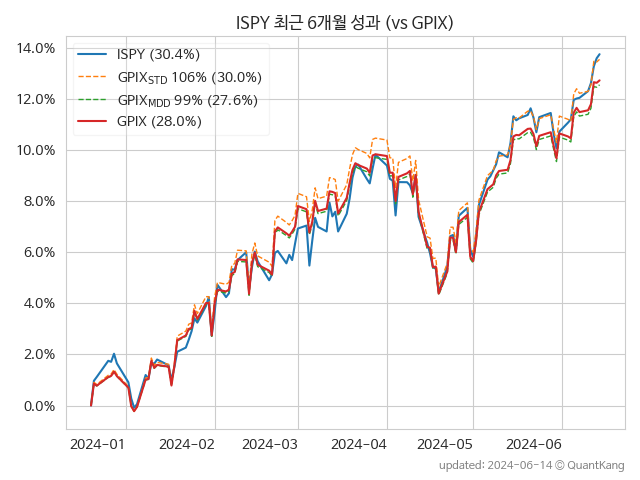 ISPY 최근 6개월 성과 (vs GPIX)
ISPY (30.4%)
GPIXSTD 106% (30.0%)
GPIXMDD 99% (27.6%)
GPIX (28.0%)
14.0%
12.0%
10.0%
8.0%
6.0%
4.0%
2.0%
0.0%
2024-01 2024-02 2024-03 2024-04 2024-05 2024-06
updated: 2024-06-14 © QuantKang